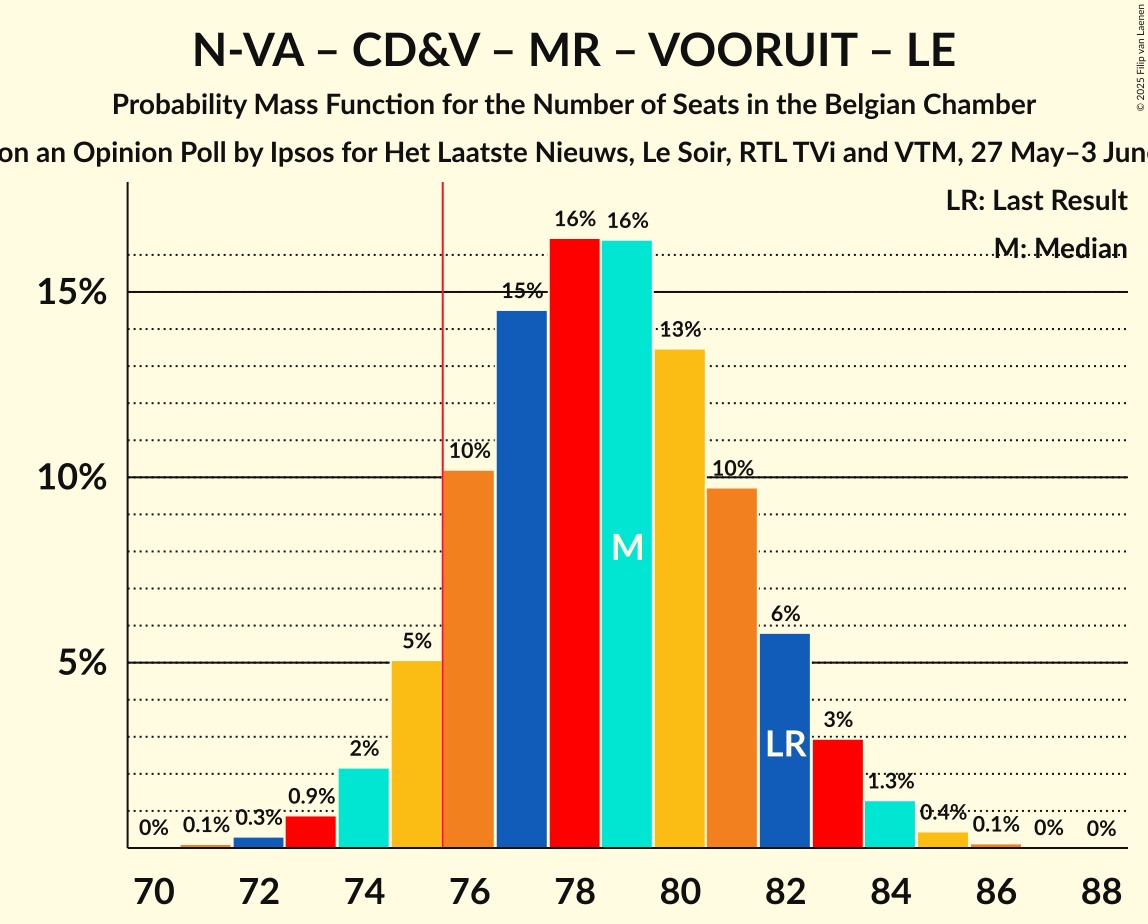 N-VA – CD&V – MR – VOORUIT – LE
Probability Mass Function for the Number of Seats in the Belgian Chamber
on an Opinion Poll by Ipsos for Het Laatste Nieuws, Le Soir, RTL TVi and VTM, 27 May–3 June
© 2025 Filip van Laenen
LR: Last Result
M: Median
15%
10%
5%
0%
0.1%
0.3%
0.9%
2%
5%
10%
15%
16%
16%
13%
10%
6%
3%
1.3%
0.4%
0.1%
0%
0%
M
LR
70 72 74 76 78 80 82 84 86 88